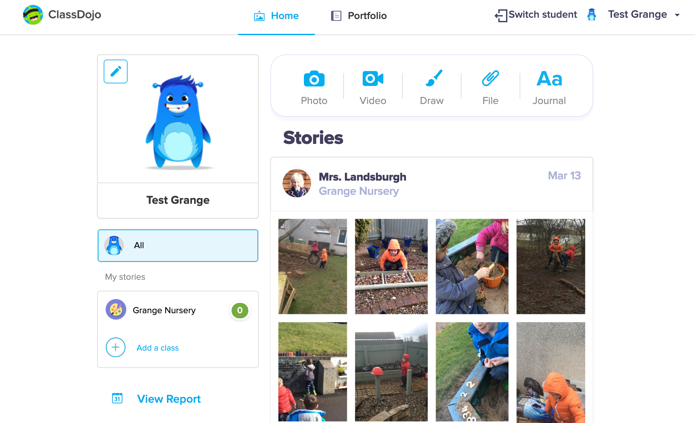 ClassDojo
Home
Portfolio
Switch student
Test Grange
Test Grange
All
My stories
Grange Nursery
0
Add a class
31
View Report
Photo
Video
Draw
File
Aa
Journal
Stories
Mrs. Landsburgh
Mar 13
Grange Nursery